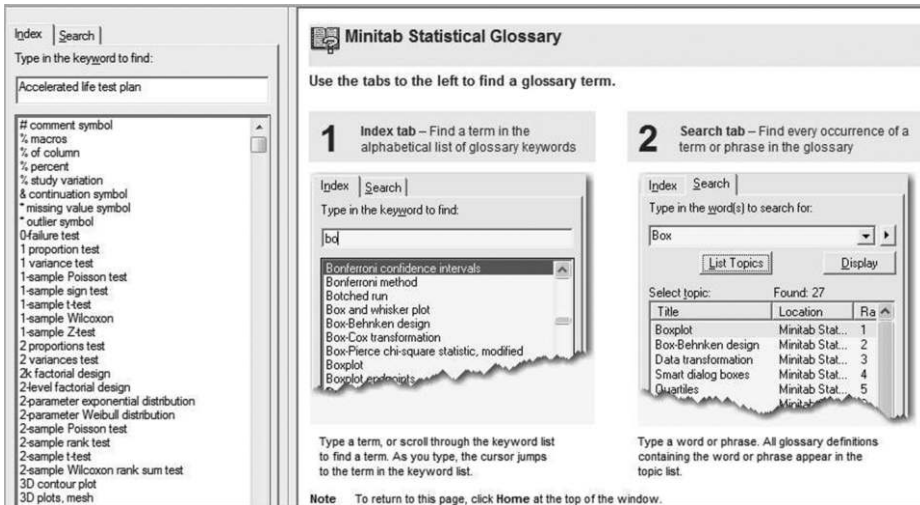 Index Search
Type in the keyword to find:
Accelerated life test plan
# comment symbol
% macros
% of column
% percent
% study variation
& continuation symbol
* missing value symbol
* outlier symbol
0-failure test
1 proportion test
1 variance test
1-sample Poisson test
1-sample sign test
1-sample t-test
1-sample Wilcoxon
1-sample Z-test
2 proportions test
2 variances test
2k factorial design
2-level factorial design
2-parameter exponential distribution
2-parameter Weibull distribution
2-sample Poisson test
2-sample rank test
2-sample t-test
2-sample Wilcoxon rank sum test
3D contour plot
3D plots, mesh
Minitab Statistical Glossary
Use the tabs to the left to find a glossary term.
1 Index tab – Find a term in the
alphabetical list of glossary keywords
Index Search
Type in the keyword to find:
bo
Bonferroni confidence intervals
Bonferroni method
Botched run
Box and whisker plot
Box-Behnken design
Box-Cox transformation
Box-Pierce chi-square statistic, modified
Boxplot
Boxplot endpoints
Type a term, or scroll through the keyword list
to find a term. As you type, the cursor jumps
to the term in the keyword list.
2 Search tab – Find every occurrence of a
term or phrase in the glossary
Index Search
Type in the word(s) to search for:
Box
List Topics Display
Select topic: Found: 27
Title Location Ra
Boxplot Minitab Stat... 1
Box-Behnken design Minitab Stat... 2
Data transformation Minitab Stat... 3
Smart dialog boxes Minitab Stat... 4
Quartiles Minitab Stat... 5
Minitab
Type a word or phrase. All glossary definitions
containing the word or phrase appear in the
topic list.
Note To return to this page, click Home at the top of the window.